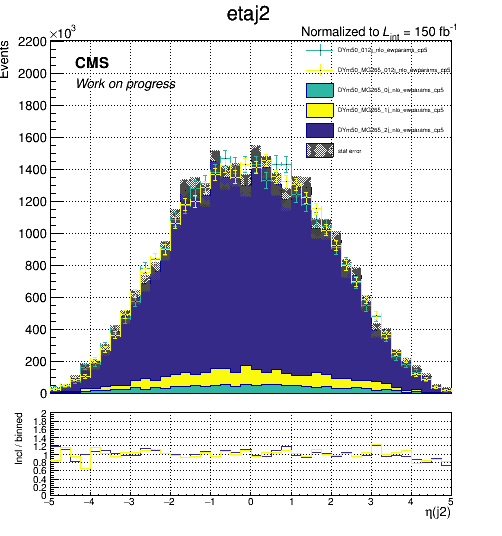 etaj2
Normalized to Lint = 150 fb-1
×10³
Events
CMS
Work on progress
DYm50_012j_nlo_ewparams_cp5
DYm50_MG265_012j_nlo_ewparams_cp5
DYm50_MG265_0j_nlo_ewparams_cp5
DYm50_MG265_1j_nlo_ewparams_cp5
DYm50_MG265_2j_nlo_ewparams_cp5
stat error
2200
2000
1800
1600
1400
1200
1000
800
600
400
200
0
Incl / binned
2
1.8
1.6
1.4
1.2
1.0
0.8
0.6
0.4
0.2
0
−5 −4 −3 −2 −1 0 1 2 3 4 5
η(j2)